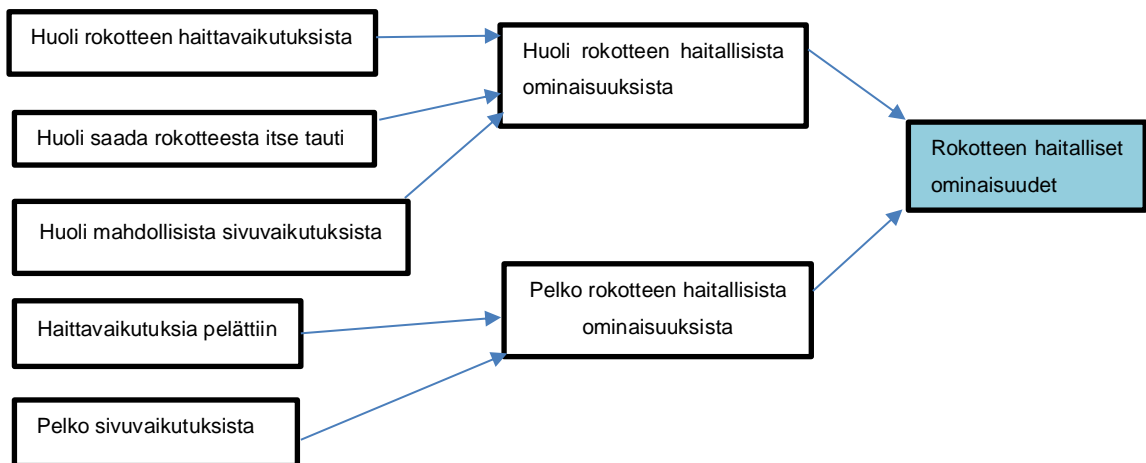 Huoli rokotteen haittavaikutuksista
Huoli saada rokotteesta itse tauti
Huoli mahdollisista sivuvaikutuksista
Haittavaikutuksia pelättiin
Pelko sivuvaikutuksista
Huoli rokotteen haitallisista
ominaisuuksista
Pelko rokotteen haitallisista
ominaisuuksista
Rokotteen haitalliset
ominaisuudet